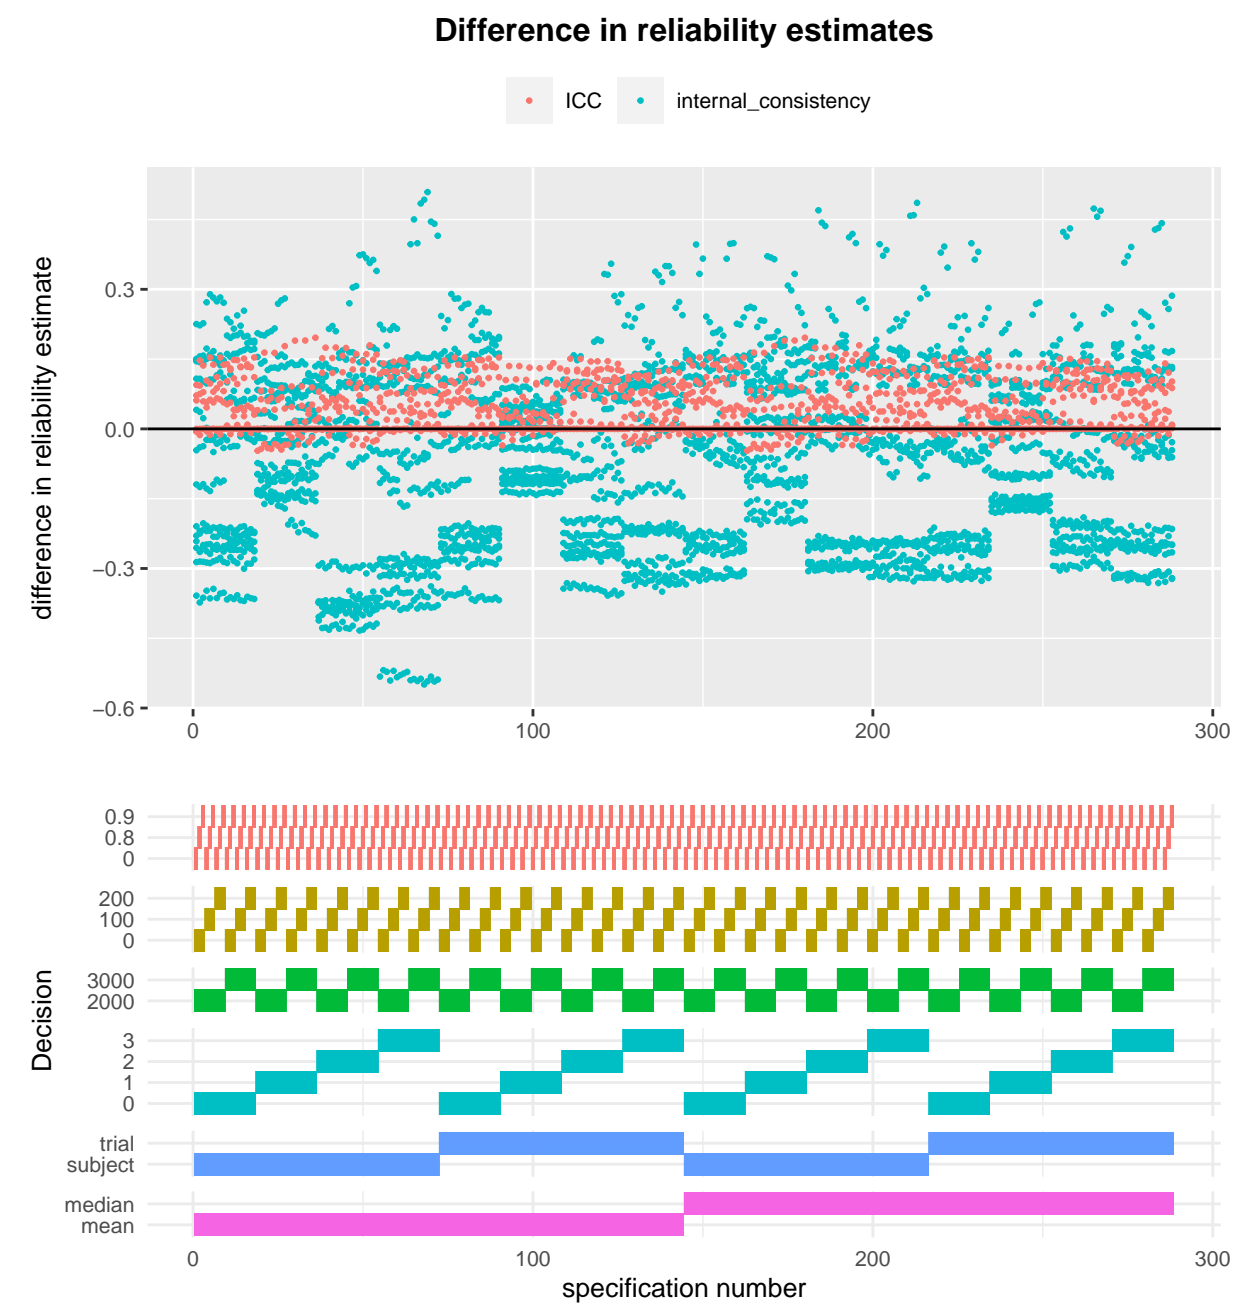 Difference in reliability estimates
ICC internal_consistency
difference in reliability estimate
0.3
0.0
−0.3
−0.6
0 100 200 300
Decision
0.9
0.8
0
200
100
0
3000
2000
3
2
1
0
trial
subject
median
mean
0 100 200 300
specification number